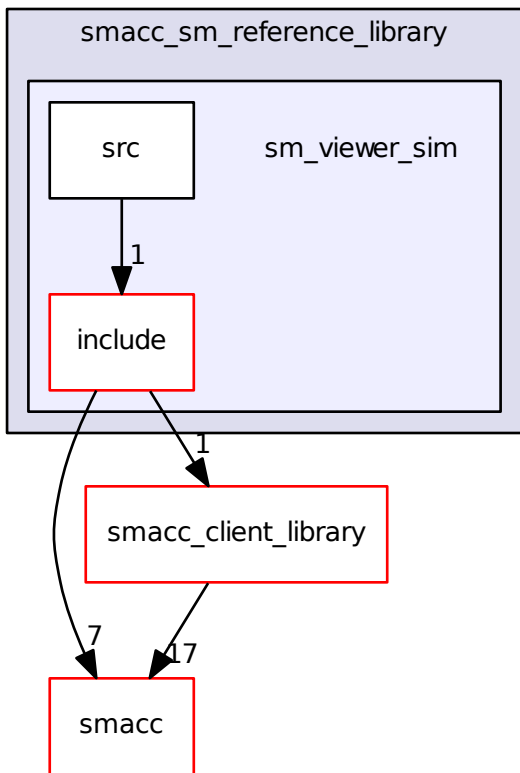 smacc_sm_reference_library
src
sm_viewer_sim
1
include
1
smacc_client_library
7
17
smacc